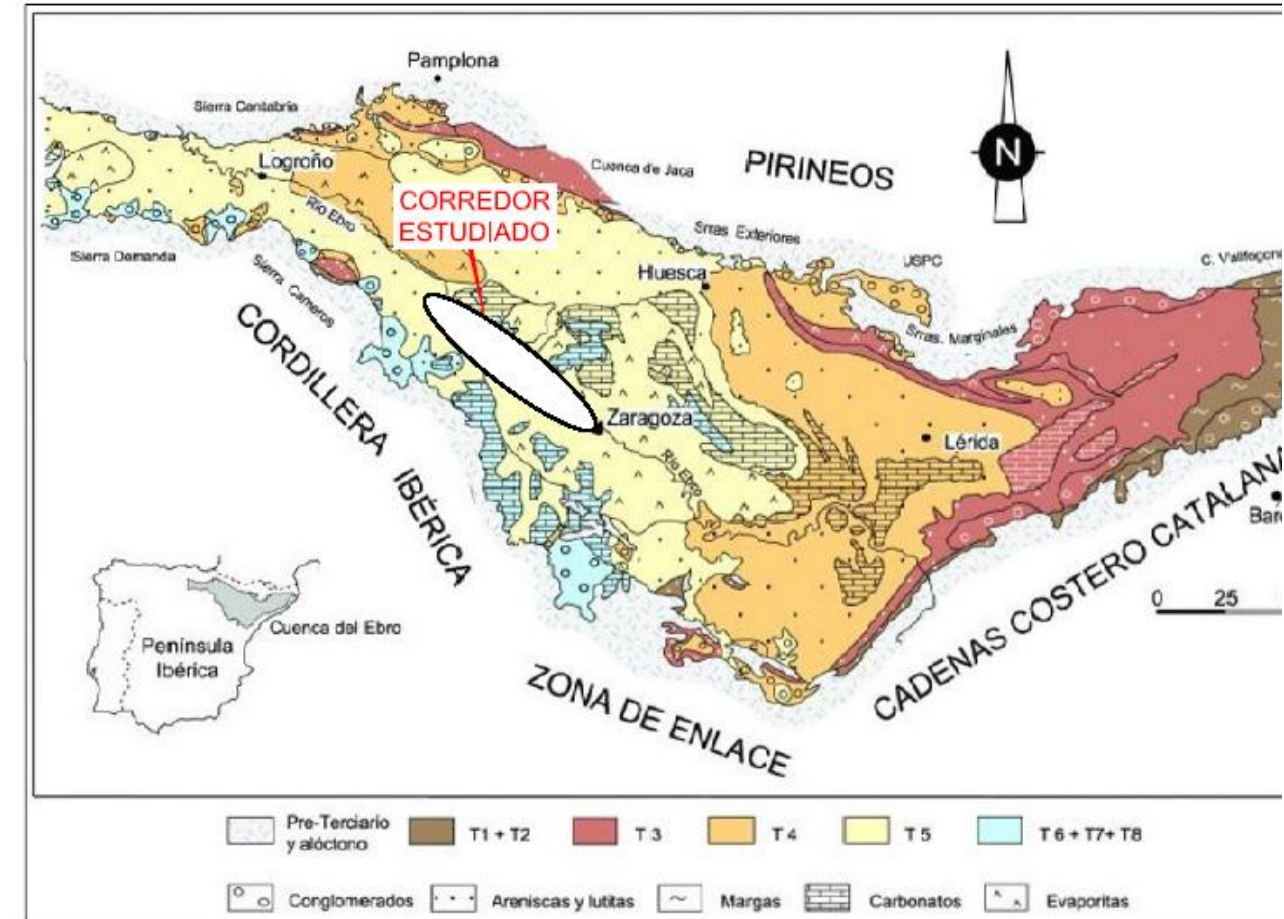 Pamplona
Sierra Cantabria
Logroño
Cuenca de Jaca
PIRINEOS
N
CORREDOR
ESTUDIADO
Río Ebro
Srras Exteriores
USPC
C. Vallfogona
Sierra Demanda
Sierra Cameros
Huesca
Srras. Marginales
CORDILLERA IBÉRICA
Zaragoza
Río Ebro
Lérida
CADENAS COSTERO CATALANA
Bar
0 25
Península
Ibérica
Cuenca del Ebro
ZONA DE ENLACE
Pre-Terciario
y alóctono
T1 + T2
T 3
T 4
T 5
T 6 + T7+ T8
Conglomerados
Areniscas y lutitas
Margas
Carbonatos
Evaporitas